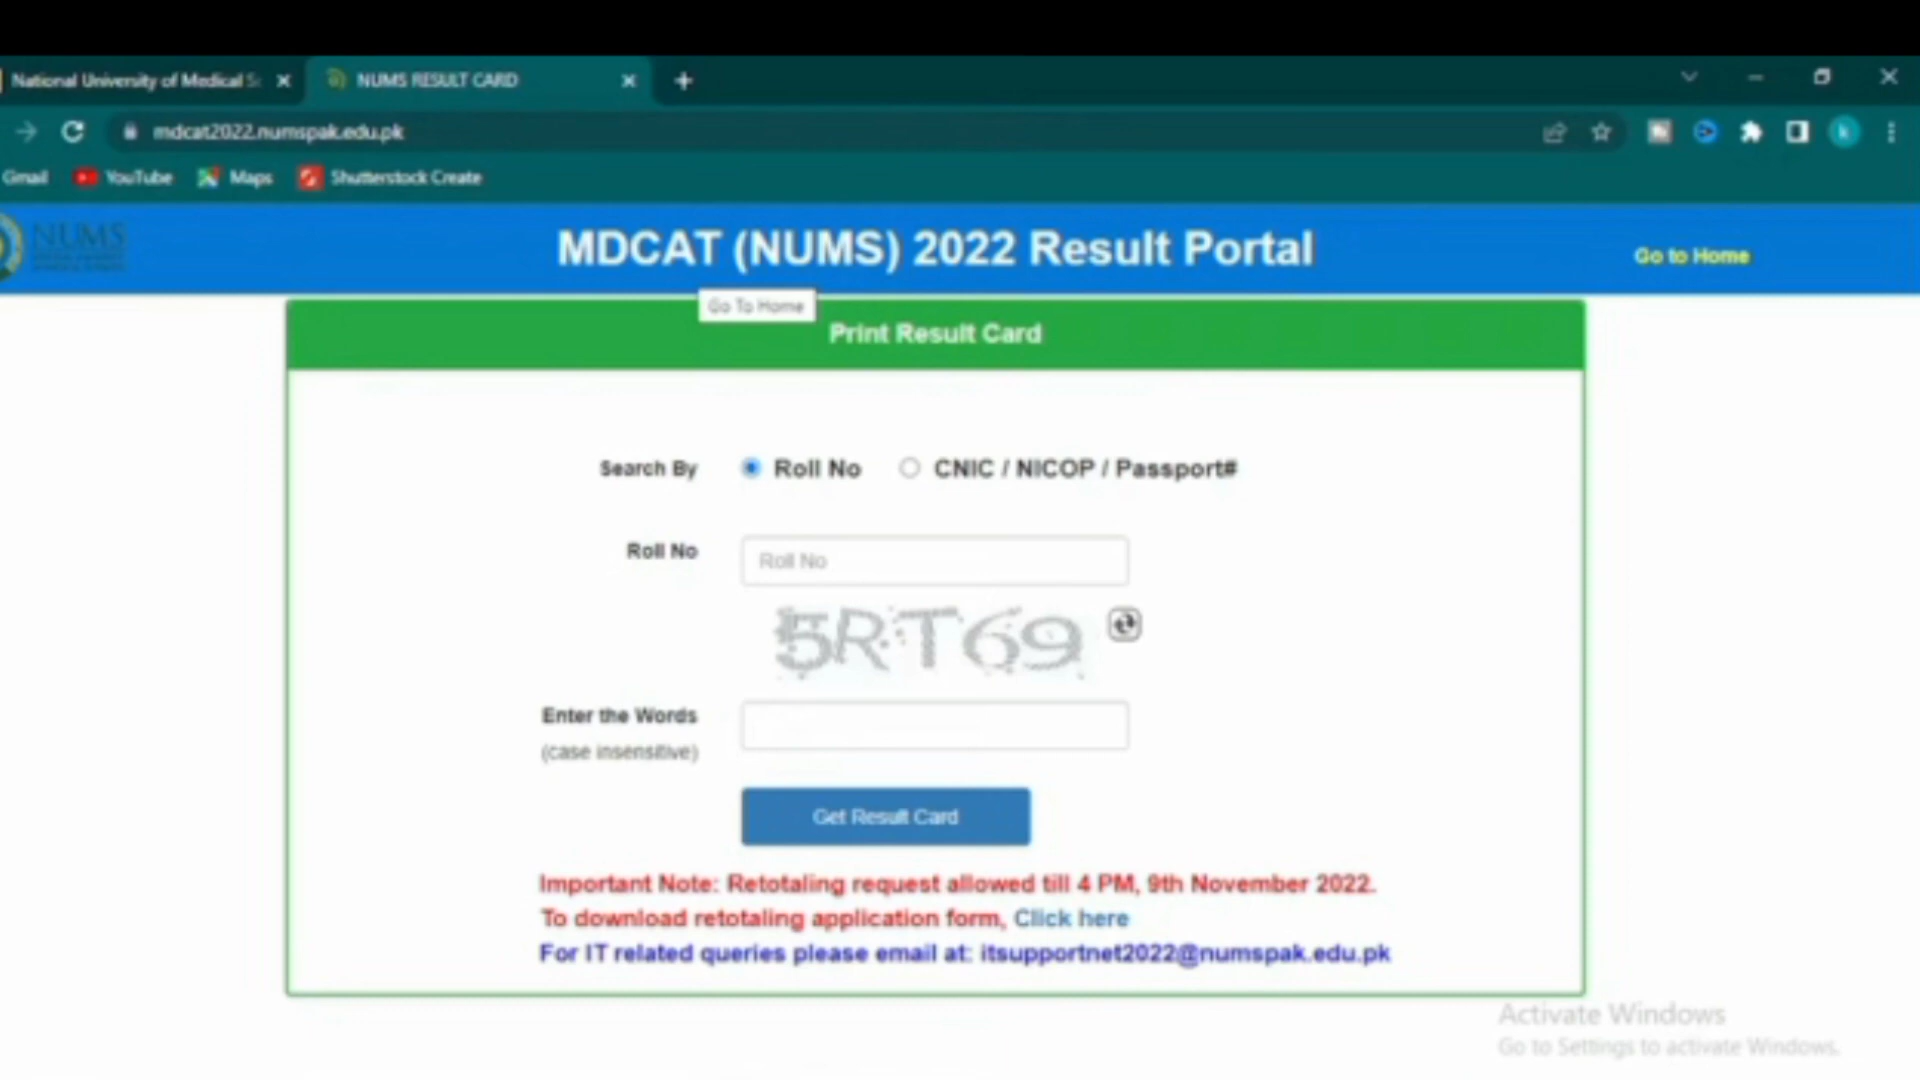 National University of Medical
NUMS RESULT CARD
mdcat2022.numspak.edu.pk
Gmail YouTube Maps Shutterstock Create
NUMS
MDCAT (NUMS) 2022 Result Portal
Go to Home
Go To Home
Print Result Card
Search By Roll No CNIC / NICOP / Passport#
Roll No Roll No
5RT69
Enter the Words
(case insensitive)
Get Result Card
Important Note: Retotaling request allowed till 4 PM, 9th November 2022.
To download retotaling application form, Click here
For IT related queries please email at: itsupportnet2022@numspak.edu.pk
Activate Windows
Go to Settings to activate Windows.